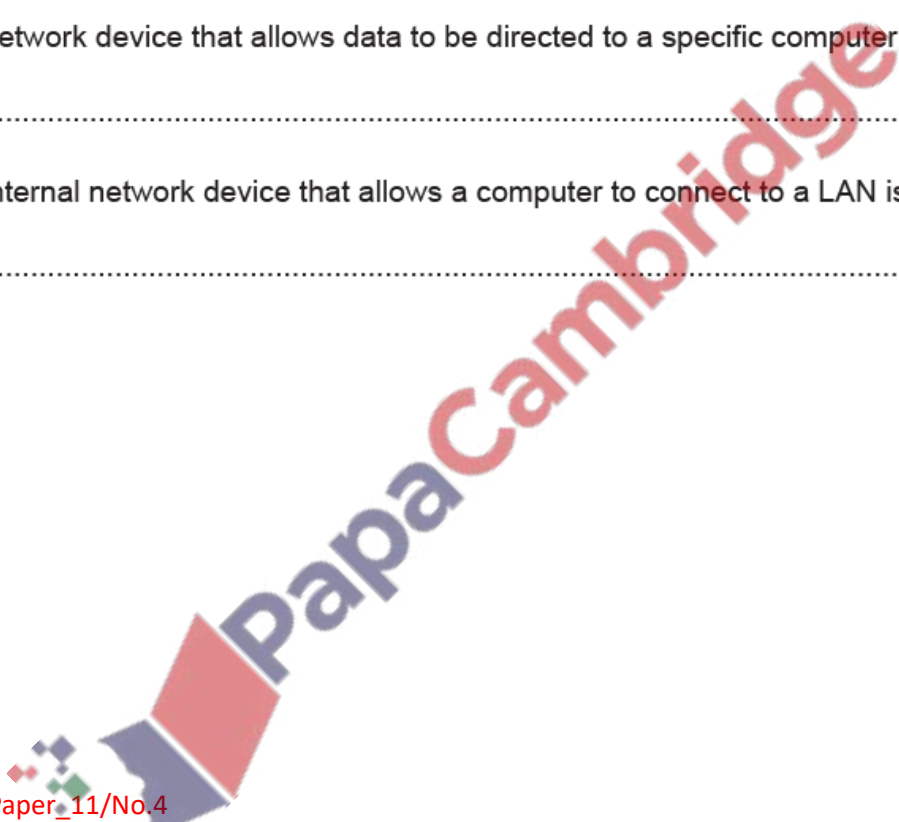 etwork device that allows data to be directed to a specific computer
................................................................................
nternal network device that allows a computer to connect to a LAN is
................................................................................
PapaCambridge
aper_11/No.4